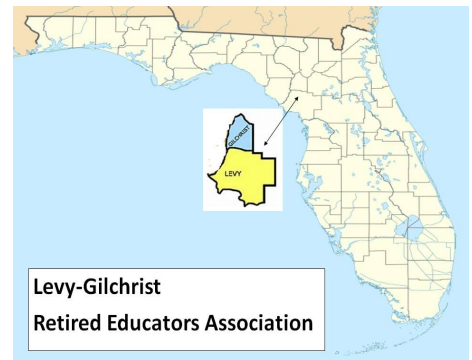 GILCHRIST
LEVY
Levy-Gilchrist
Retired Educators Association